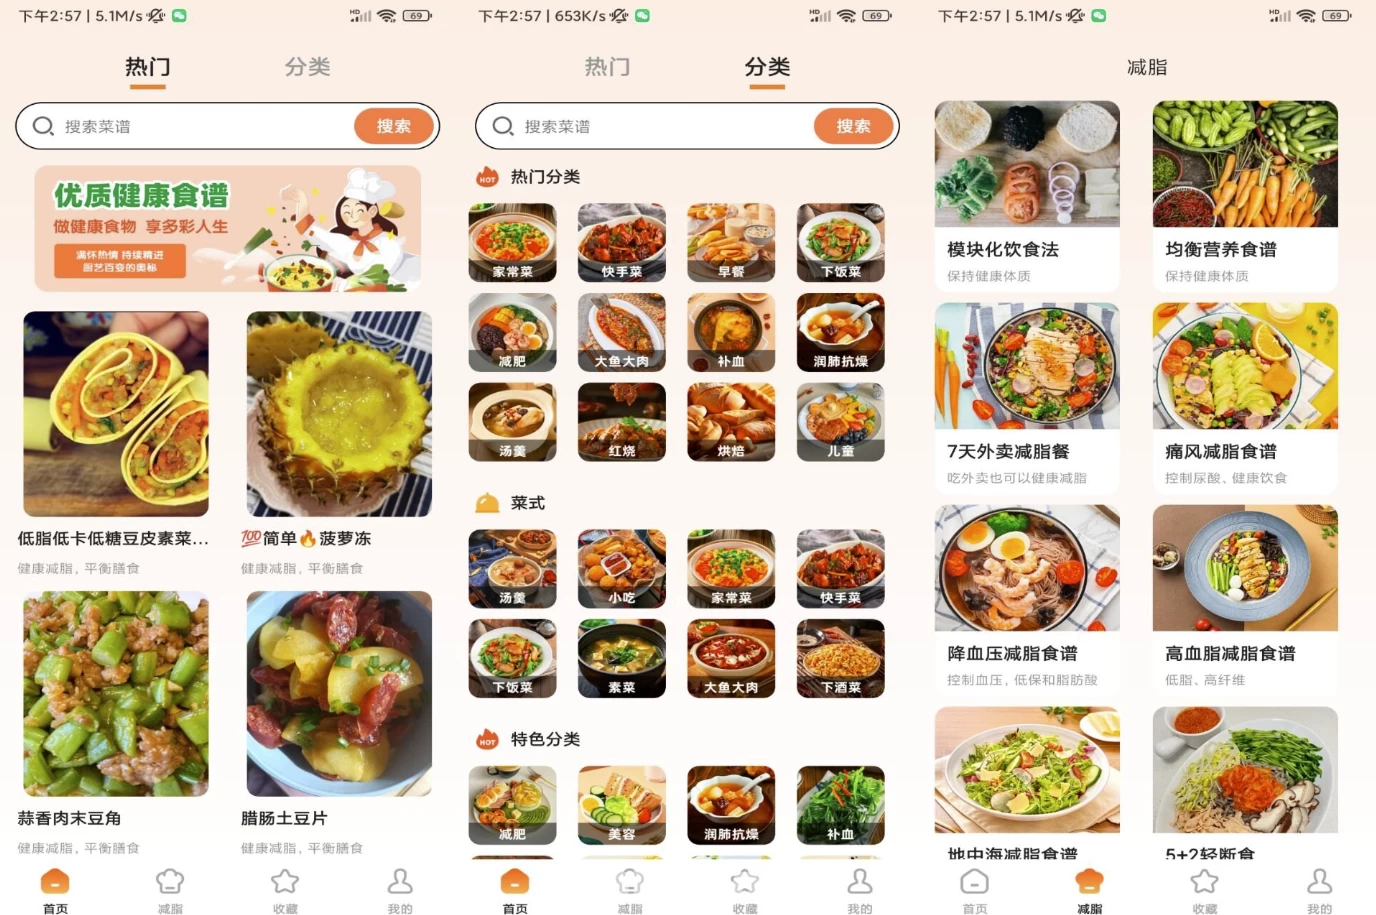 下午2:57 | 5.1M/s
HD
69
热门
分类
搜索菜谱
搜索
优质健康食谱
做健康食物 享多彩人生
满怀热情 持续精进
厨艺百变的奥秘
低脂低卡低糖豆皮素菜...
健康减脂, 平衡膳食
💯简单🔥菠萝冻
健康减脂, 平衡膳食
蒜香肉末豆角
健康减脂, 平衡膳食
腊肠土豆片
健康减脂, 平衡膳食
首页
减脂
收藏
我的
下午2:57 | 653K/s
HD
69
热门
分类
搜索菜谱
搜索
HOT
热门分类
家常菜
快手菜
早餐
下饭菜
减肥
大鱼大肉
补血
润肺抗燥
汤羹
红烧
烘焙
儿童
菜式
汤羹
小吃
家常菜
快手菜
下饭菜
素菜
大鱼大肉
下酒菜
HOT
特色分类
减肥
美容
润肺抗燥
补血
首页
减脂
收藏
我的
下午2:57 | 5.1M/s
HD
69
减脂
模块化饮食法
保持健康体质
均衡营养食谱
保持健康体质
7天外卖减脂餐
吃外卖也可以健康减脂
痛风减脂食谱
控制尿酸、健康饮食
降血压减脂食谱
控制血压, 低保和脂肪酸
高血脂减脂食谱
低脂、高纤维
地中海减脂食谱
5+2轻断食
首页
减脂
收藏
我的